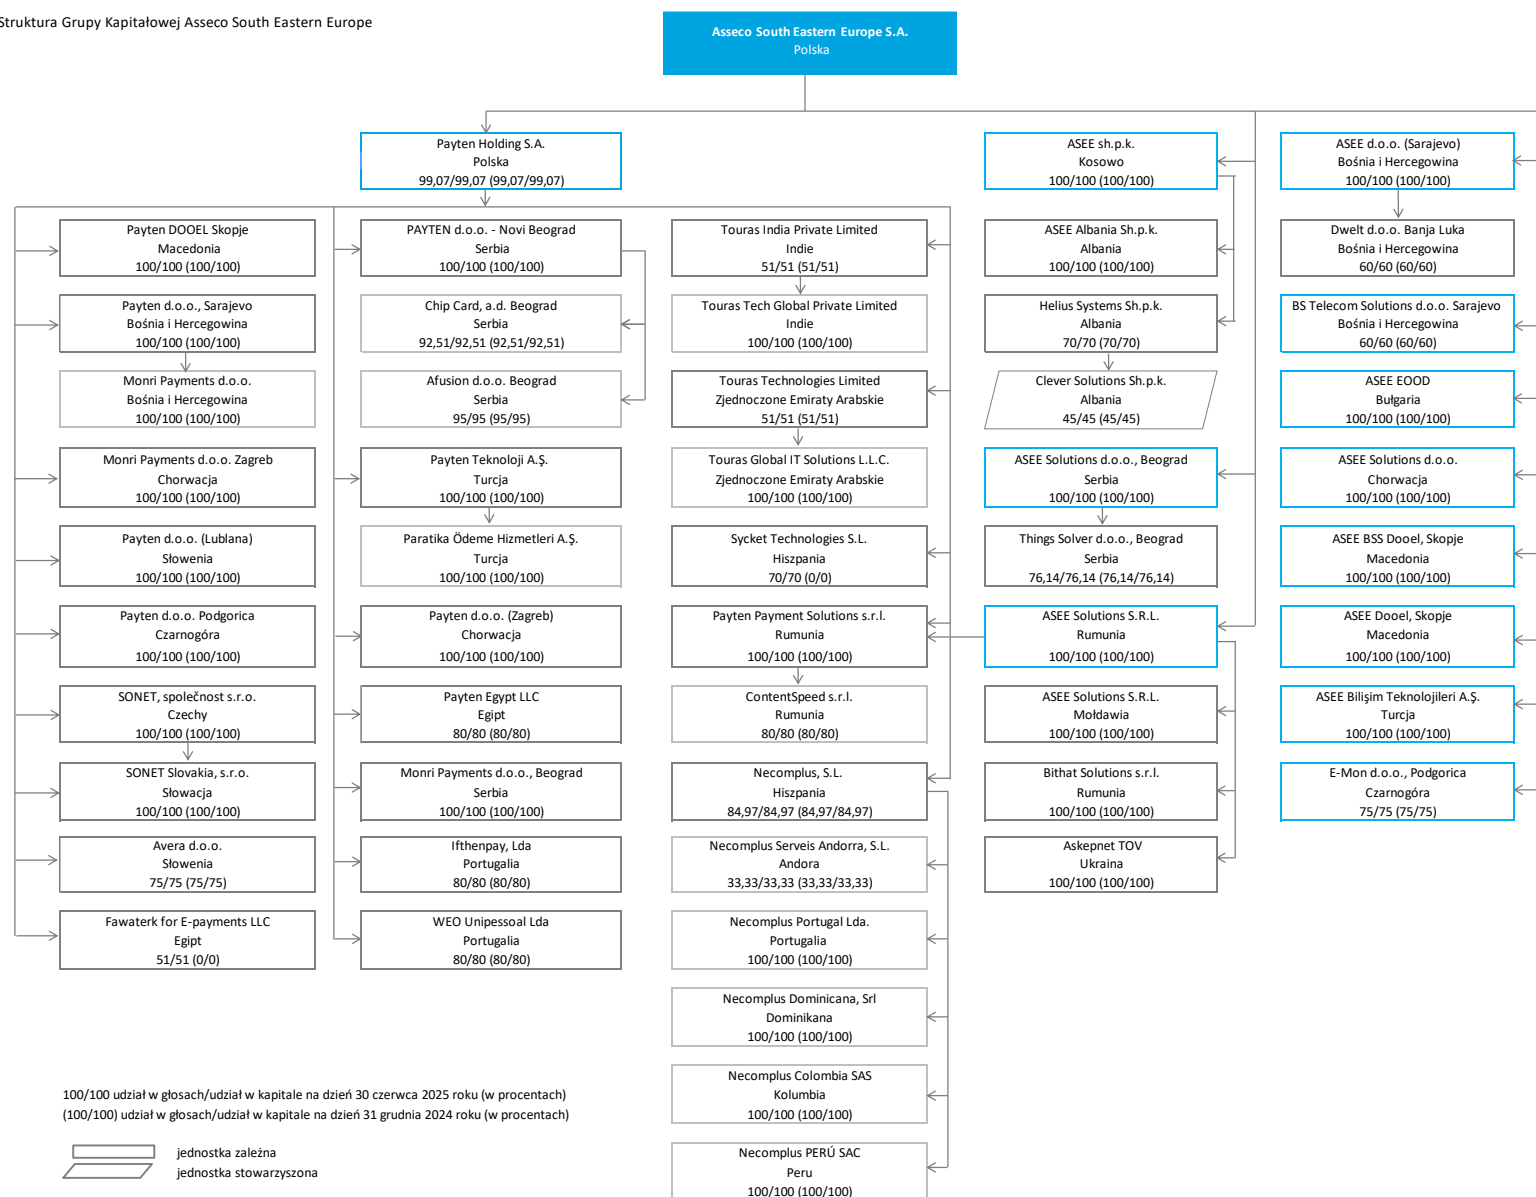 Struktura Grupy Kapitałowej Asseco South Eastern Europe
Asseco South Eastern Europe S.A.
Polska
Payten Holding S.A.
Polska
99,07/99,07 (99,07/99,07)
Payten DOOEL Skopje
Macedonia
100/100 (100/100)
Payten d.o.o., Sarajevo
Bośnia i Hercegowina
100/100 (100/100)
Monri Payments d.o.o.
Bośnia i Hercegowina
100/100 (100/100)
Monri Payments d.o.o. Zagreb
Chorwacja
100/100 (100/100)
Payten d.o.o. (Lublana)
Słowenia
100/100 (100/100)
Payten d.o.o. Podgorica
Czarnogóra
100/100 (100/100)
SONET, společnost s.r.o.
Czechy
100/100 (100/100)
SONET Slovakia, s.r.o.
Słowacja
100/100 (100/100)
Avera d.o.o.
Słowenia
75/75 (75/75)
Fawaterk for E-payments LLC
Egipt
51/51 (0/0)
PAYTEN d.o.o. - Novi Beograd
Serbia
100/100 (100/100)
Chip Card, a.d. Beograd
Serbia
92,51/92,51 (92,51/92,51)
Afusion d.o.o. Beograd
Serbia
95/95 (95/95)
Payten Teknoloji A.Ş.
Turcja
100/100 (100/100)
Paratika Ödeme Hizmetleri A.Ş.
Turcja
100/100 (100/100)
Payten d.o.o. (Zagreb)
Chorwacja
100/100 (100/100)
Payten Egypt LLC
Egipt
80/80 (80/80)
Monri Payments d.o.o., Beograd
Serbia
100/100 (100/100)
Ifthenpay, Lda
Portugalia
80/80 (80/80)
WEO Unipessoal Lda
Portugalia
80/80 (80/80)
Touras India Private Limited
Indie
51/51 (51/51)
Touras Tech Global Private Limited
Indie
100/100 (100/100)
Touras Technologies Limited
Zjednoczone Emiraty Arabskie
51/51 (51/51)
Touras Global IT Solutions L.L.C.
Zjednoczone Emiraty Arabskie
100/100 (100/100)
Sycket Technologies S.L.
Hiszpania
70/70 (0/0)
Payten Payment Solutions s.r.l.
Rumunia
100/100 (100/100)
ContentSpeed s.r.l.
Rumunia
80/80 (80/80)
Necomplus, S.L.
Hiszpania
84,97/84,97 (84,97/84,97)
Necomplus Serveis Andorra, S.L.
Andora
33,33/33,33 (33,33/33,33)
Necomplus Portugal Lda.
Portugalia
100/100 (100/100)
Necomplus Dominicana, Srl
Dominikana
100/100 (100/100)
Necomplus Colombia SAS
Kolumbia
100/100 (100/100)
Necomplus PERÚ SAC
Peru
100/100 (100/100)
ASEE sh.p.k.
Kosowo
100/100 (100/100)
ASEE Albania Sh.p.k.
Albania
100/100 (100/100)
Helius Systems Sh.p.k.
Albania
70/70 (70/70)
Clever Solutions Sh.p.k.
Albania
45/45 (45/45)
ASEE Solutions d.o.o., Beograd
Serbia
100/100 (100/100)
Things Solver d.o.o., Beograd
Serbia
76,14/76,14 (76,14/76,14)
ASEE Solutions S.R.L.
Rumunia
100/100 (100/100)
ASEE Solutions S.R.L.
Mołdawia
100/100 (100/100)
Bithat Solutions s.r.l.
Rumunia
100/100 (100/100)
Askepnet TOV
Ukraina
100/100 (100/100)
ASEE d.o.o. (Sarajevo)
Bośnia i Hercegowina
100/100 (100/100)
Dwelt d.o.o. Banja Luka
Bośnia i Hercegowina
60/60 (60/60)
BS Telecom Solutions d.o.o. Sarajevo
Bośnia i Hercegowina
60/60 (60/60)
ASEE EOOD
Bułgaria
100/100 (100/100)
ASEE Solutions d.o.o.
Chorwacja
100/100 (100/100)
ASEE BSS Dooel, Skopje
Macedonia
100/100 (100/100)
ASEE Dooel, Skopje
Macedonia
100/100 (100/100)
ASEE Bilişim Teknolojileri A.Ş.
Turcja
100/100 (100/100)
E-Mon d.o.o., Podgorica
Czarnogóra
75/75 (75/75)
100/100 udział w głosach/udział w kapitale na dzień 30 czerwca 2025 roku (w procentach)
(100/100) udział w głosach/udział w kapitale na dzień 31 grudnia 2024 roku (w procentach)
jednostka zależna
jednostka stowarzyszona